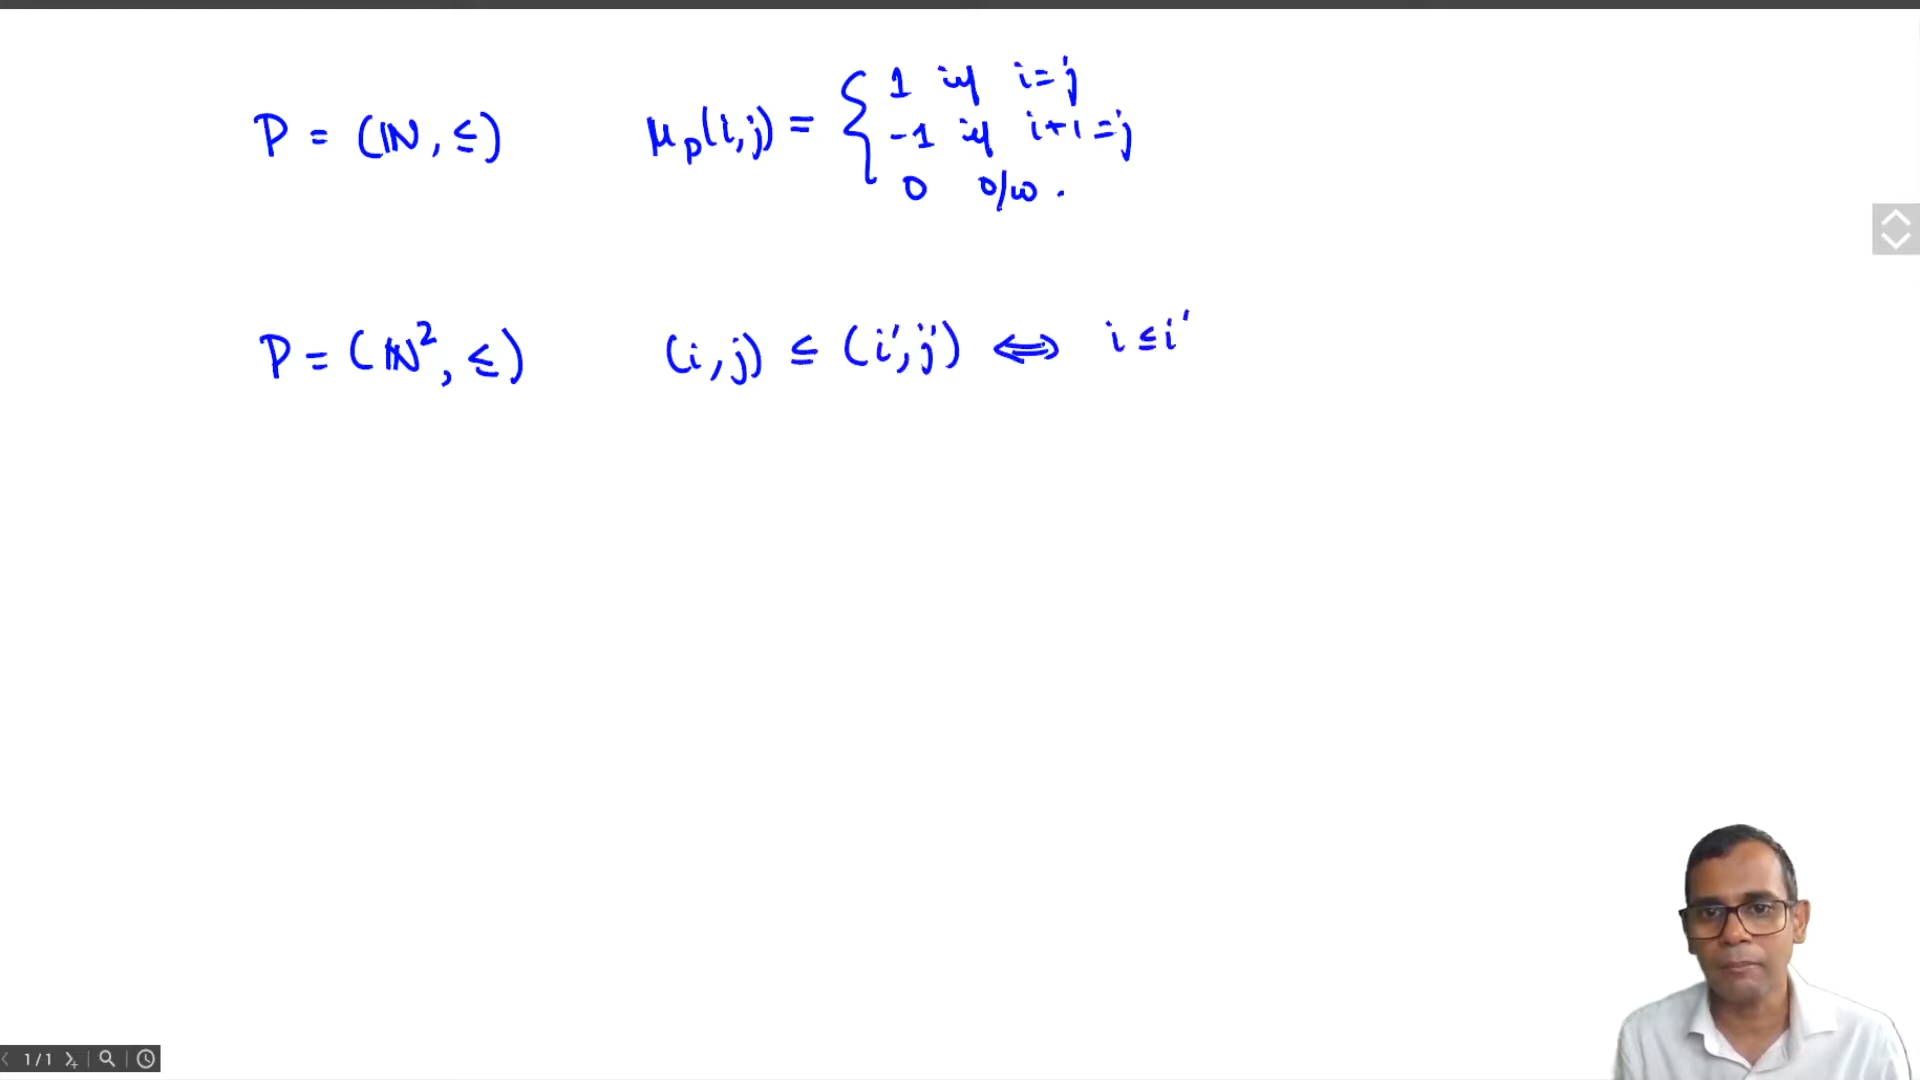 P = (ℕ, ≤) μ_P(i,j) = { 1 if i=j
-1 if i+1=j
0 o/w .
P = (ℕ², ≤) (i, j) ≤ (i', j') ⇔ i ≤ i'
1/1